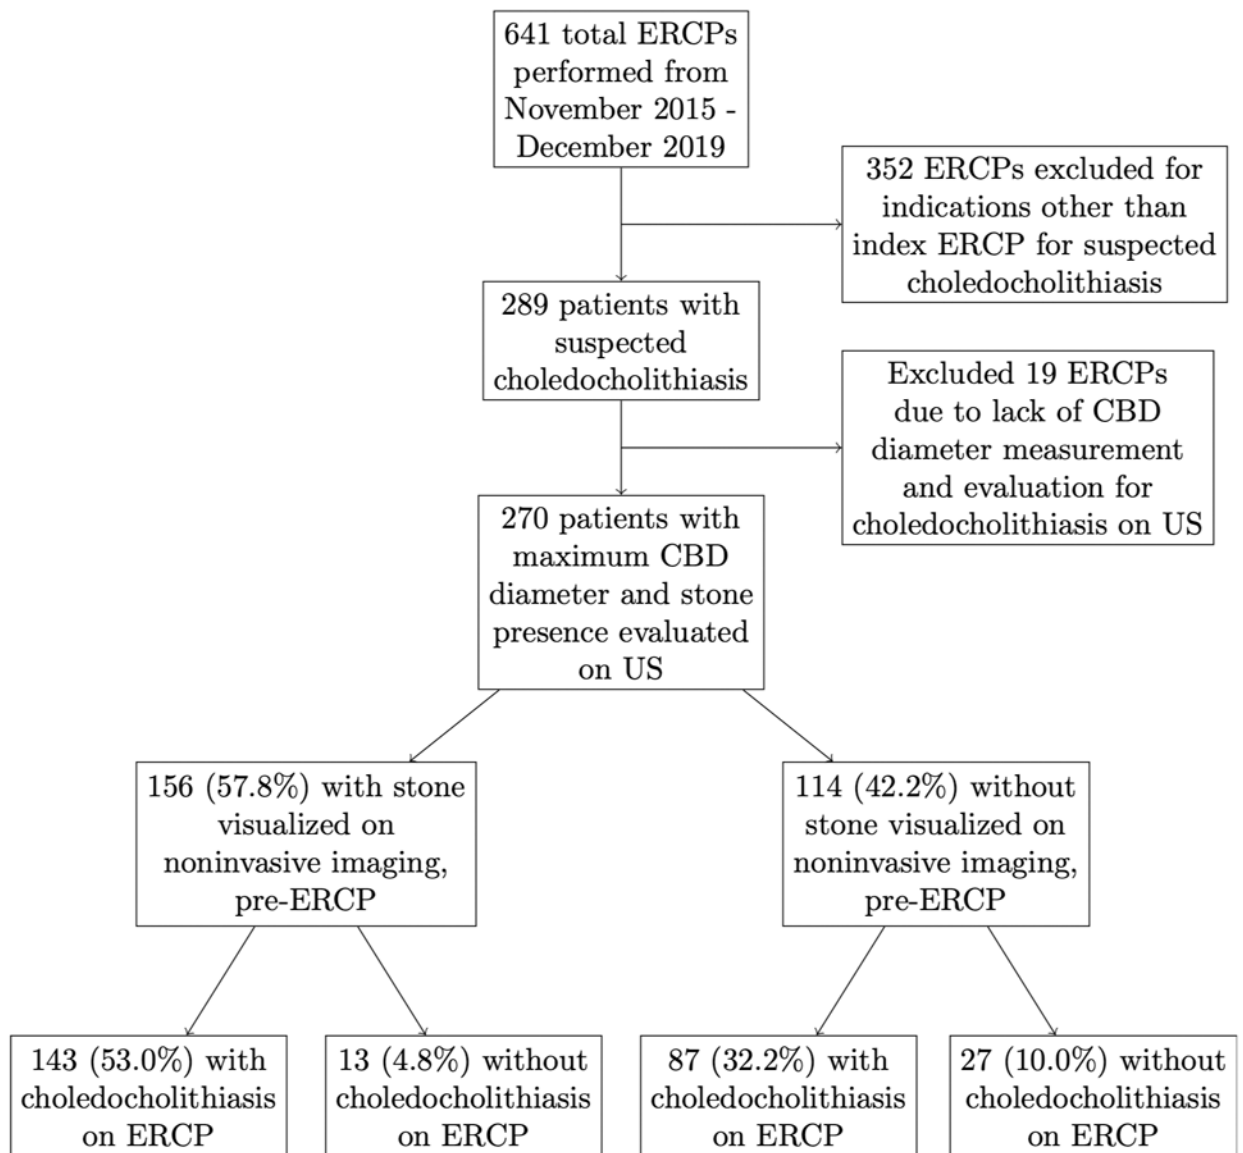 641 total ERCPs
performed from
November 2015 -
December 2019
352 ERCPs excluded for
indications other than
index ERCP for suspected
choledocholithiasis
289 patients with
suspected
choledocholithiasis
Excluded 19 ERCPs
due to lack of CBD
diameter measurement
and evaluation for
choledocholithiasis on US
270 patients with
maximum CBD
diameter and stone
presence evaluated
on US
156 (57.8%) with stone
visualized on
noninvasive imaging,
pre-ERCP
114 (42.2%) without
stone visualized on
noninvasive imaging,
pre-ERCP
143 (53.0%) with
choledocholithiasis
on ERCP
13 (4.8%) without
choledocholithiasis
on ERCP
87 (32.2%) with
choledocholithiasis
on ERCP
27 (10.0%) without
choledocholithiasis
on ERCP